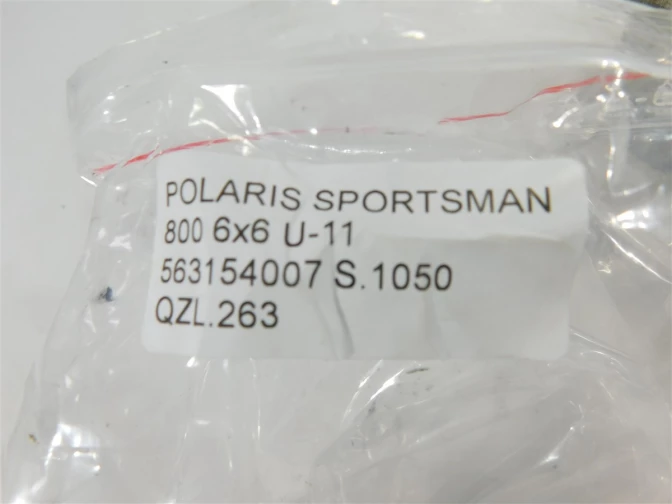 POLARIS SPORTSMAN
800 6x6 U-11
563154007 S.1050
QZL.263